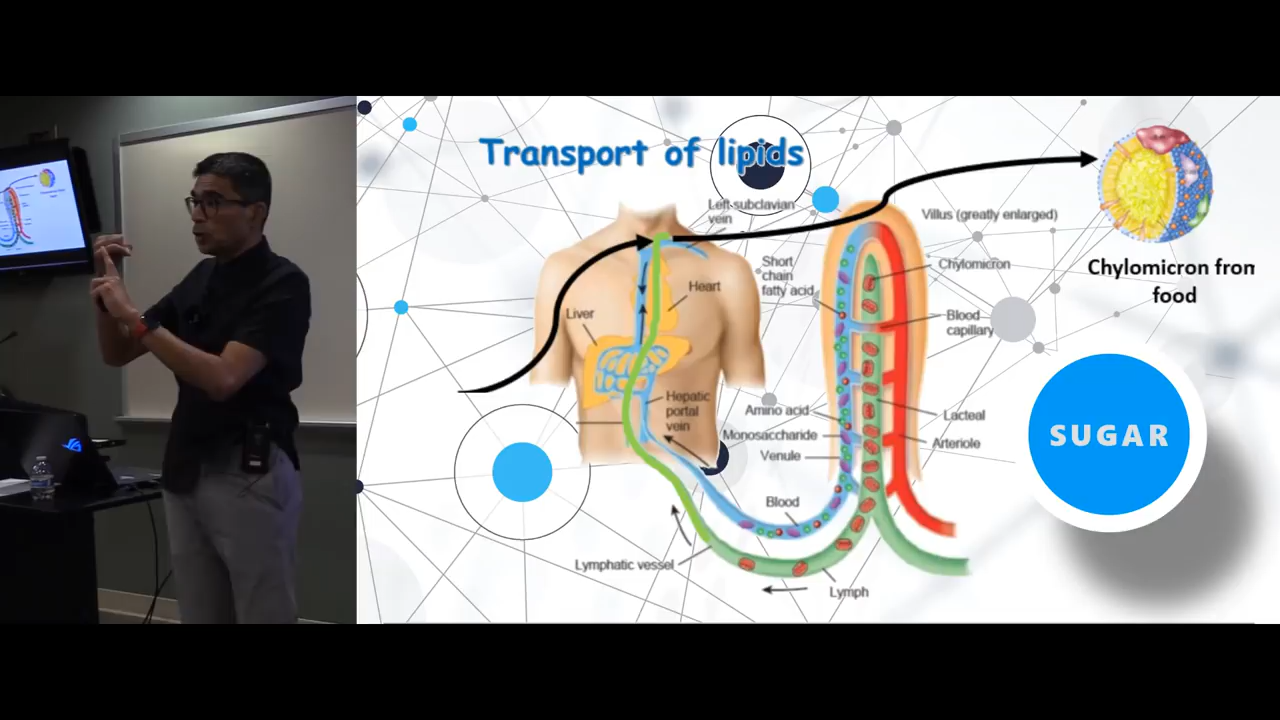 Transport of lipids
Left subclavian
vein
Villus (greatly enlarged)
Short
chain
fatty acid
Chylomicron
Heart
Liver
Blood
capillary
Chylomicron from
food
Hepatic
portal
vein
Amino acid
Monosaccharide
Venule
Lacteal
Arteriole
SUGAR
Blood
Lymphatic vessel
Lymph